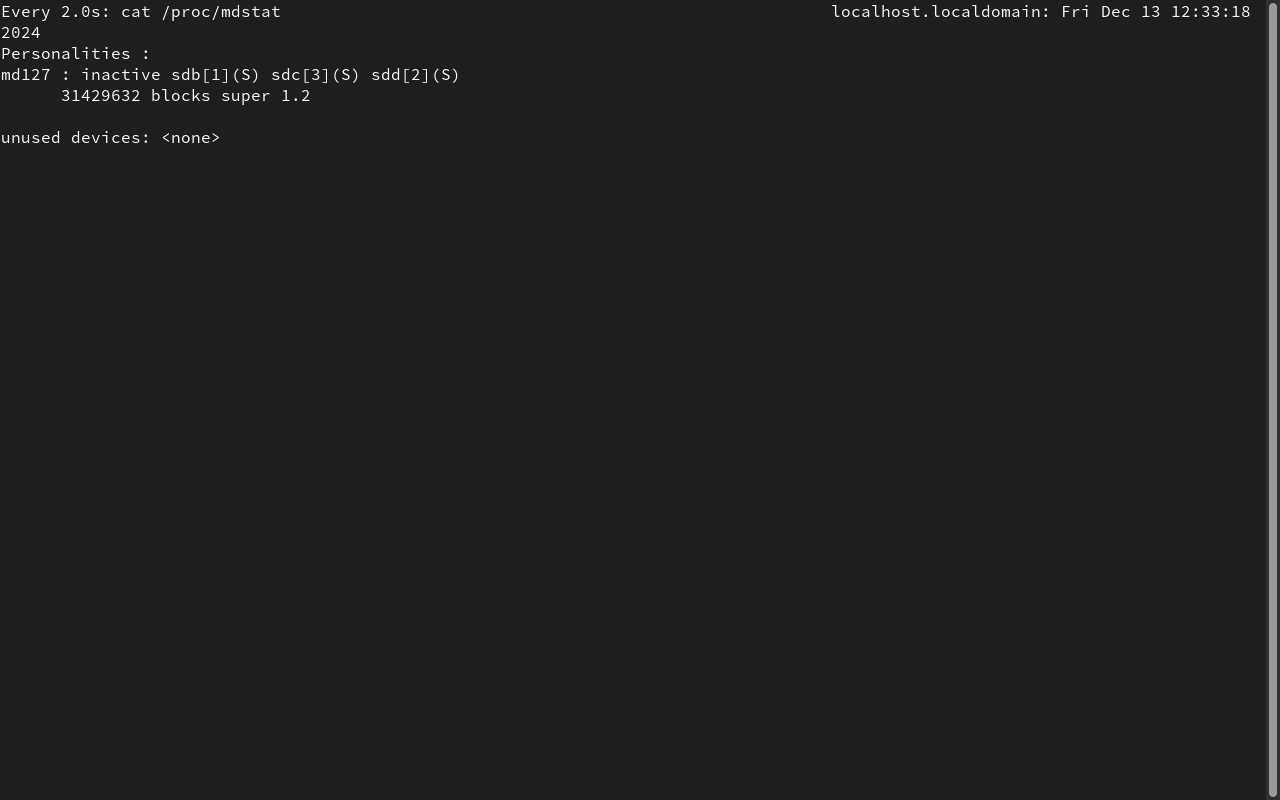 Every 2.0s: cat /proc/mdstat localhost.localdomain: Fri Dec 13 12:33:18
2024
Personalities :
md127 : inactive sdb[1](S) sdc[3](S) sdd[2](S)
      31429632 blocks super 1.2

unused devices: <none>